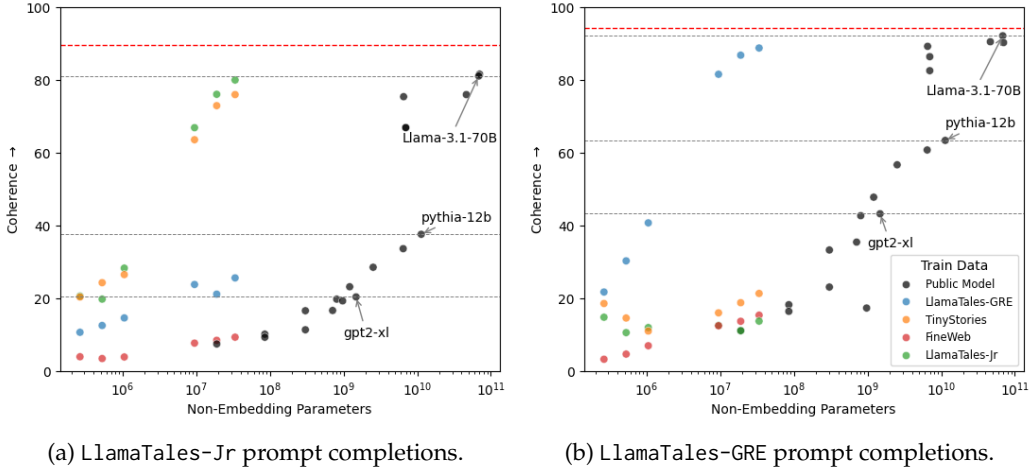 100
80
60
40
20
0
Coherence →
Llama-3.1-70B
pythia-12b
gpt2-xl
10^6 10^7 10^8 10^9 10^10 10^11
Non-Embedding Parameters
(a) LlamaTales-Jr prompt completions.
100
80
60
40
20
0
Coherence →
Llama-3.1-70B
pythia-12b
gpt2-xl
Train Data
Public Model
LlamaTales-GRE
TinyStories
FineWeb
LlamaTales-Jr
10^6 10^7 10^8 10^9 10^10 10^11
Non-Embedding Parameters
(b) LlamaTales-GRE prompt completions.